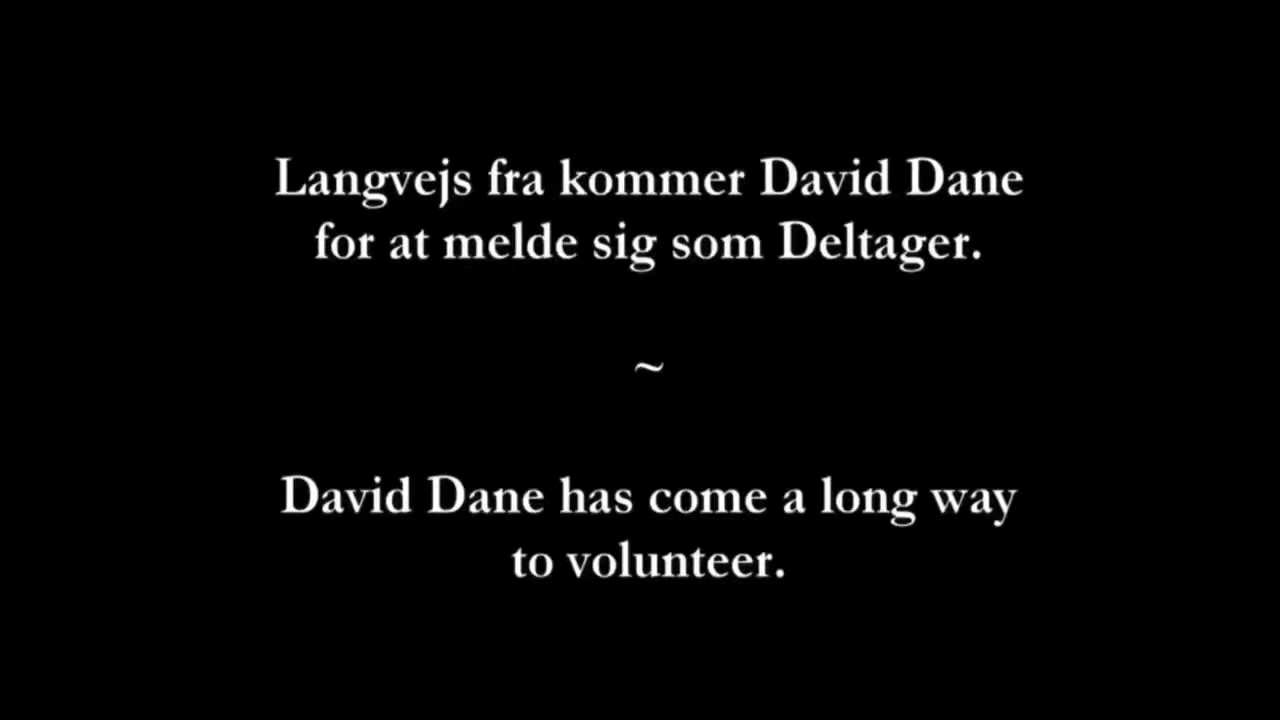 Langvejs fra kommer David Dane
for at melde sig som Deltager.
~
David Dane has come a long way
to volunteer.